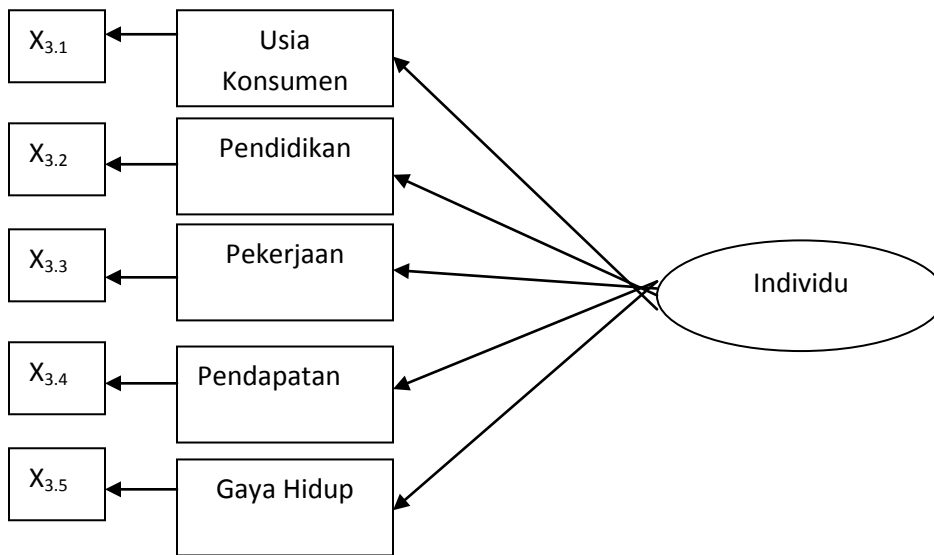 X3.1
Usia
Konsumen
X3.2
Pendidikan
X3.3
Pekerjaan
Individu
X3.4
Pendapatan
X3.5
Gaya Hidup